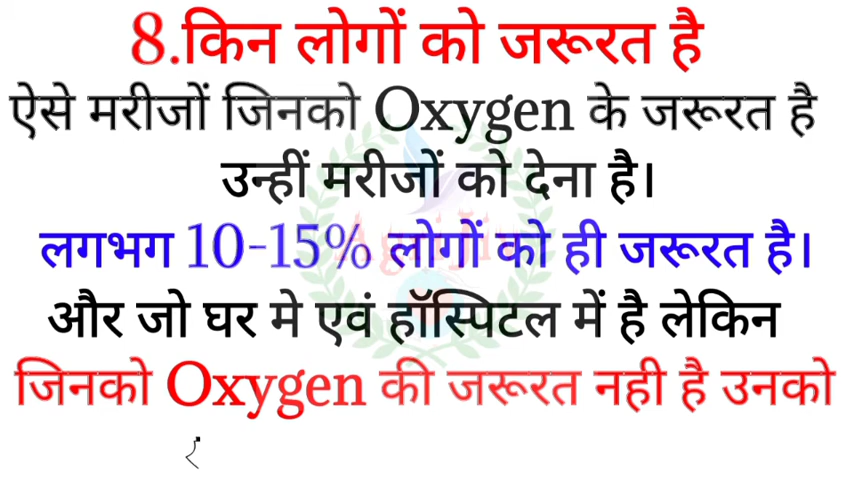 8.किन लोगों को जरूरत है
ऐसे मरीजों जिनको Oxygen के जरूरत है
उन्हीं मरीजों को देना है।
लगभग 10-15% लोगों को ही जरूरत है।
और जो घर मे एवं हॉस्पिटल में है लेकिन
जिनको Oxygen की जरूरत नही है उनको